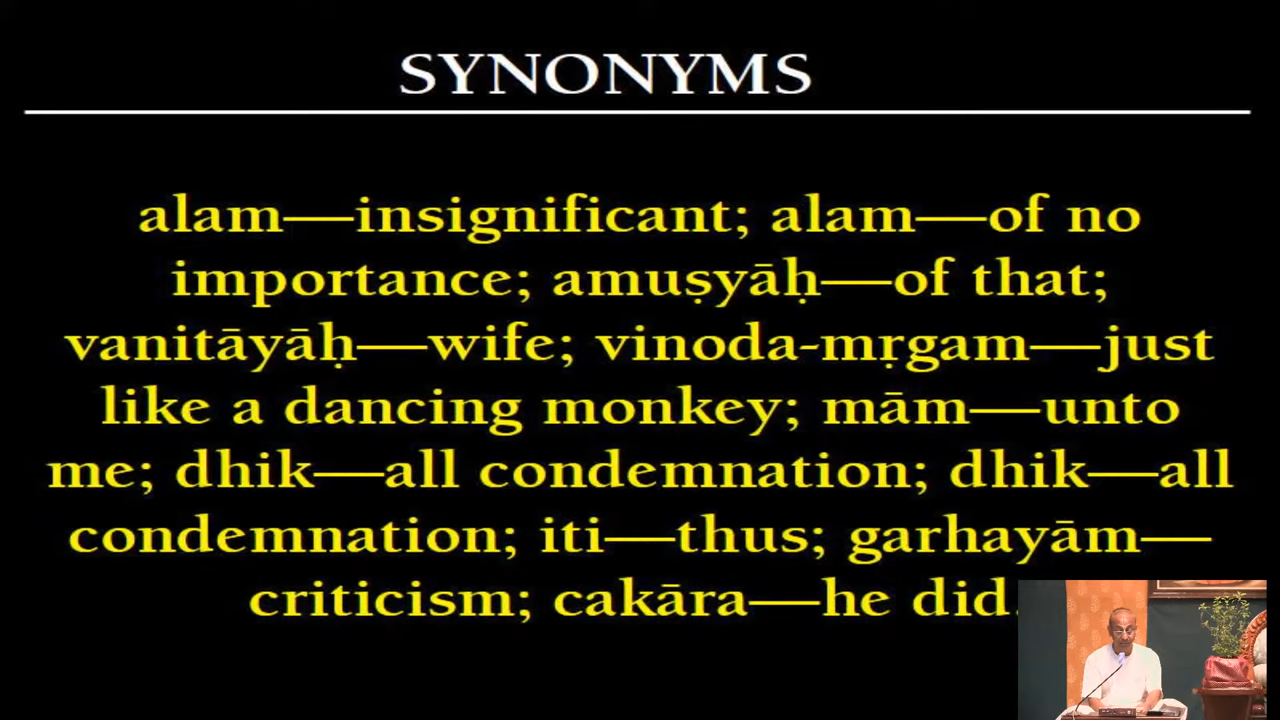 SYNONYMS
alam—insignificant; alam—of no
importance; amuṣyāḥ—of that;
vanitāyāḥ—wife; vinoda-mṛgam—just
like a dancing monkey; mām—unto
me; dhik—all condemnation; dhik—all
condemnation; iti—thus; garhayām—
criticism; cakāra—he did.